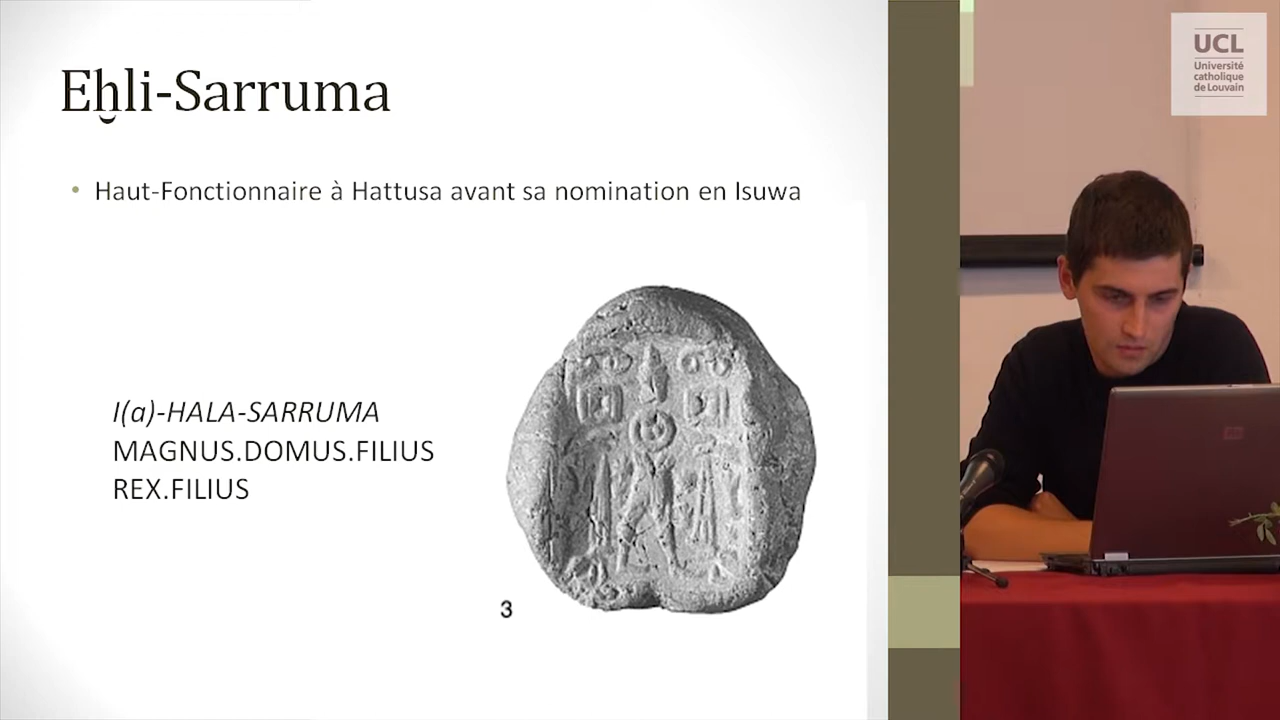 Eḫli-Sarruma
• Haut-Fonctionnaire à Hattusa avant sa nomination en Isuwa
I(a)-HALA-SARRUMA
MAGNUS.DOMUS.FILIUS
REX.FILIUS
3
UCL
Université
catholique
de Louvain